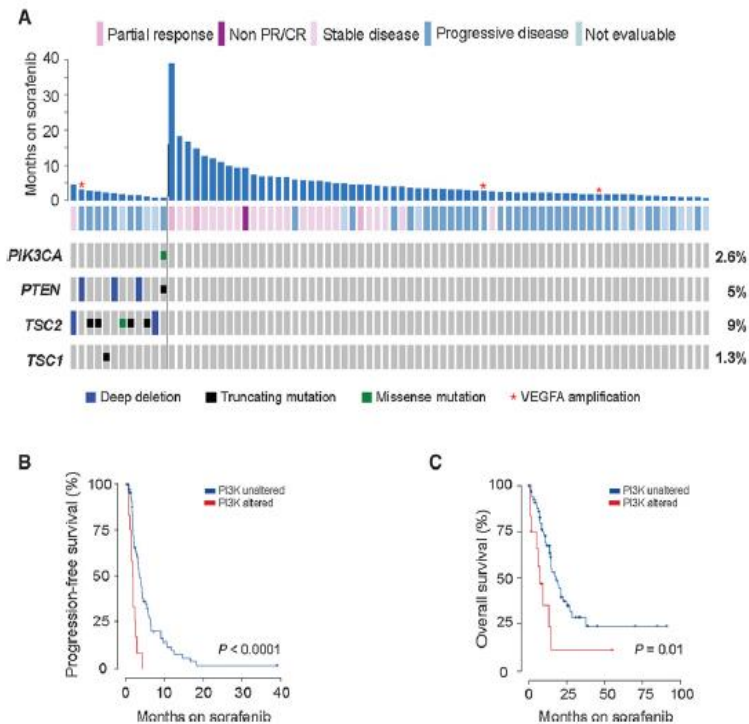 A
Partial response Non PR/CR Stable disease Progressive disease Not evaluable
Months on sorafenib
40
30
20
10
0
PIK3CA 2.6%
PTEN 5%
TSC2 9%
TSC1 1.3%
Deep deletion Truncating mutation Missense mutation * VEGFA amplification
B
Progression-free survival (%)
100
75
50
25
0
PI3K unaltered
PI3K altered
P < 0.0001
0 10 20 30 40
Months on sorafenib
C
Overall survival (%)
100
75
50
25
0
PI3K unaltered
PI3K altered
P = 0.01
0 25 50 75 100
Months on sorafenib